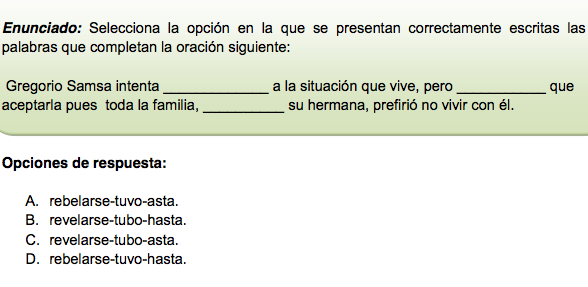 Enunciado: Selecciona la opción en la que se presentan correctamente escritas las
palabras que completan la oración siguiente:
Gregorio Samsa intenta _____________ a la situación que vive, pero ___________ que
aceptarla pues toda la familia, __________ su hermana, prefirió no vivir con él.
Opciones de respuesta:
A. rebelarse-tuvo-asta.
B. revelarse-tubo-hasta.
C. revelarse-tubo-asta.
D. rebelarse-tuvo-hasta.